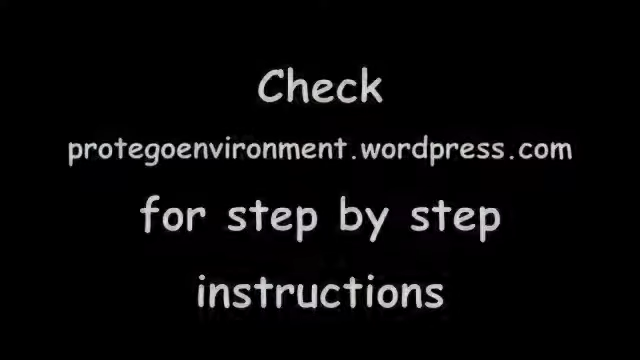 Check
protegoenvironment.wordpress.com
for step by step
instructions